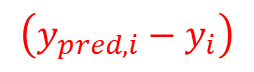 (y_{pred,i} − y_i)